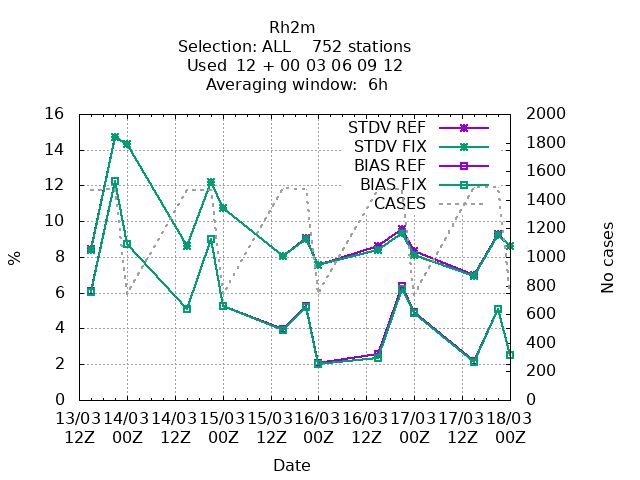 Rh2m
Selection: ALL    752 stations
Used  12 + 00 03 06 09 12
Averaging window:  6h
16 2000
14 1800
12 1600
10 1400
8 1200
6 1000
4 800
2 600
0 400
200
0
STDV REF
STDV FIX
BIAS REF
BIAS FIX
CASES
%
No cases
13/03 14/03 14/03 15/03 15/03 16/03 16/03 17/03 17/03 18/03
12Z 00Z 12Z 00Z 12Z 00Z 12Z 00Z 12Z 00Z
Date